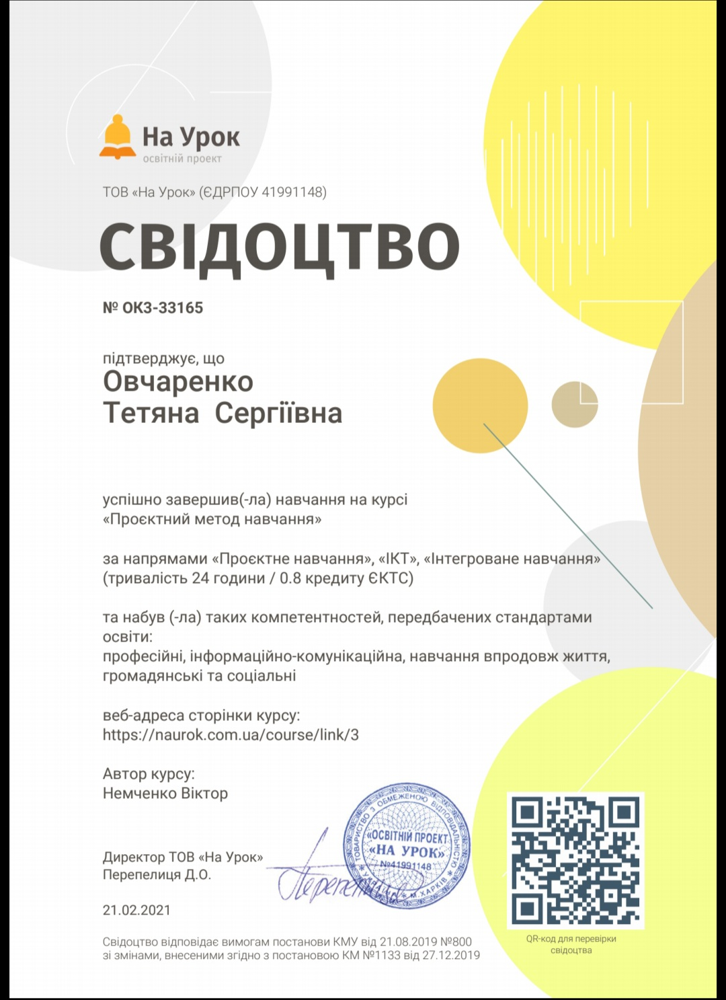 На Урок
освітній проект
ТОВ «На Урок» (ЄДРПОУ 41991148)
СВІДОЦТВО
№ ОК3-33165
підтверджує, що
Овчаренко
Тетяна Сергіївна
успішно завершив(-ла) навчання на курсі
«Проєктний метод навчання»
за напрямами «Проєктне навчання», «ІКТ», «Інтегроване навчання»
(тривалість 24 години / 0.8 кредиту ЄКТС)
та набув (-ла) таких компетентностей, передбачених стандартами
освіти:
професійні, інформаційно-комунікаційна, навчання впродовж життя,
громадянські та соціальні
веб-адреса сторінки курсу:
https://naurok.com.ua/course/link/3
Автор курсу:
Немченко Віктор
Директор ТОВ «На Урок»
Перепелиця Д.О.
ТОВАРИСТВО З ОБМЕЖЕНОЮ ВІДПОВІДАЛЬНІСТЮ
«ОСВІТНІЙ ПРОЕКТ
«НА УРОК»
№41991148
УКРАЇНА * М. ХАРКІВ *
21.02.2021
Свідоцтво відповідає вимогам постанови КМУ від 21.08.2019 №800
зі змінами, внесеними згідно з постановою КМ №1133 від 27.12.2019
QR-код для перевірки
свідоцтва